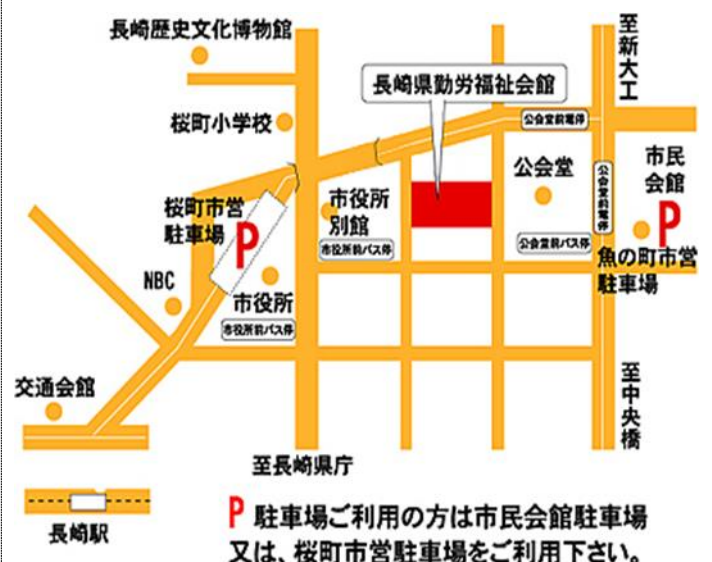 長崎歴史文化博物館
至新大工
長崎県勤労福祉会館
桜町小学校
公会堂前電停
市民
会館
公会堂
公会堂前電停
P
桜町市営
駐車場
P
市役所
別館
市役所前バス停
公会堂前バス停
魚の町市営
駐車場
NBC
市役所
市役所前バス停
交通会館
至中央橋
至長崎県庁
長崎駅
P 駐車場ご利用の方は市民会館駐車場
又は、桜町市営駐車場をご利用下さい。